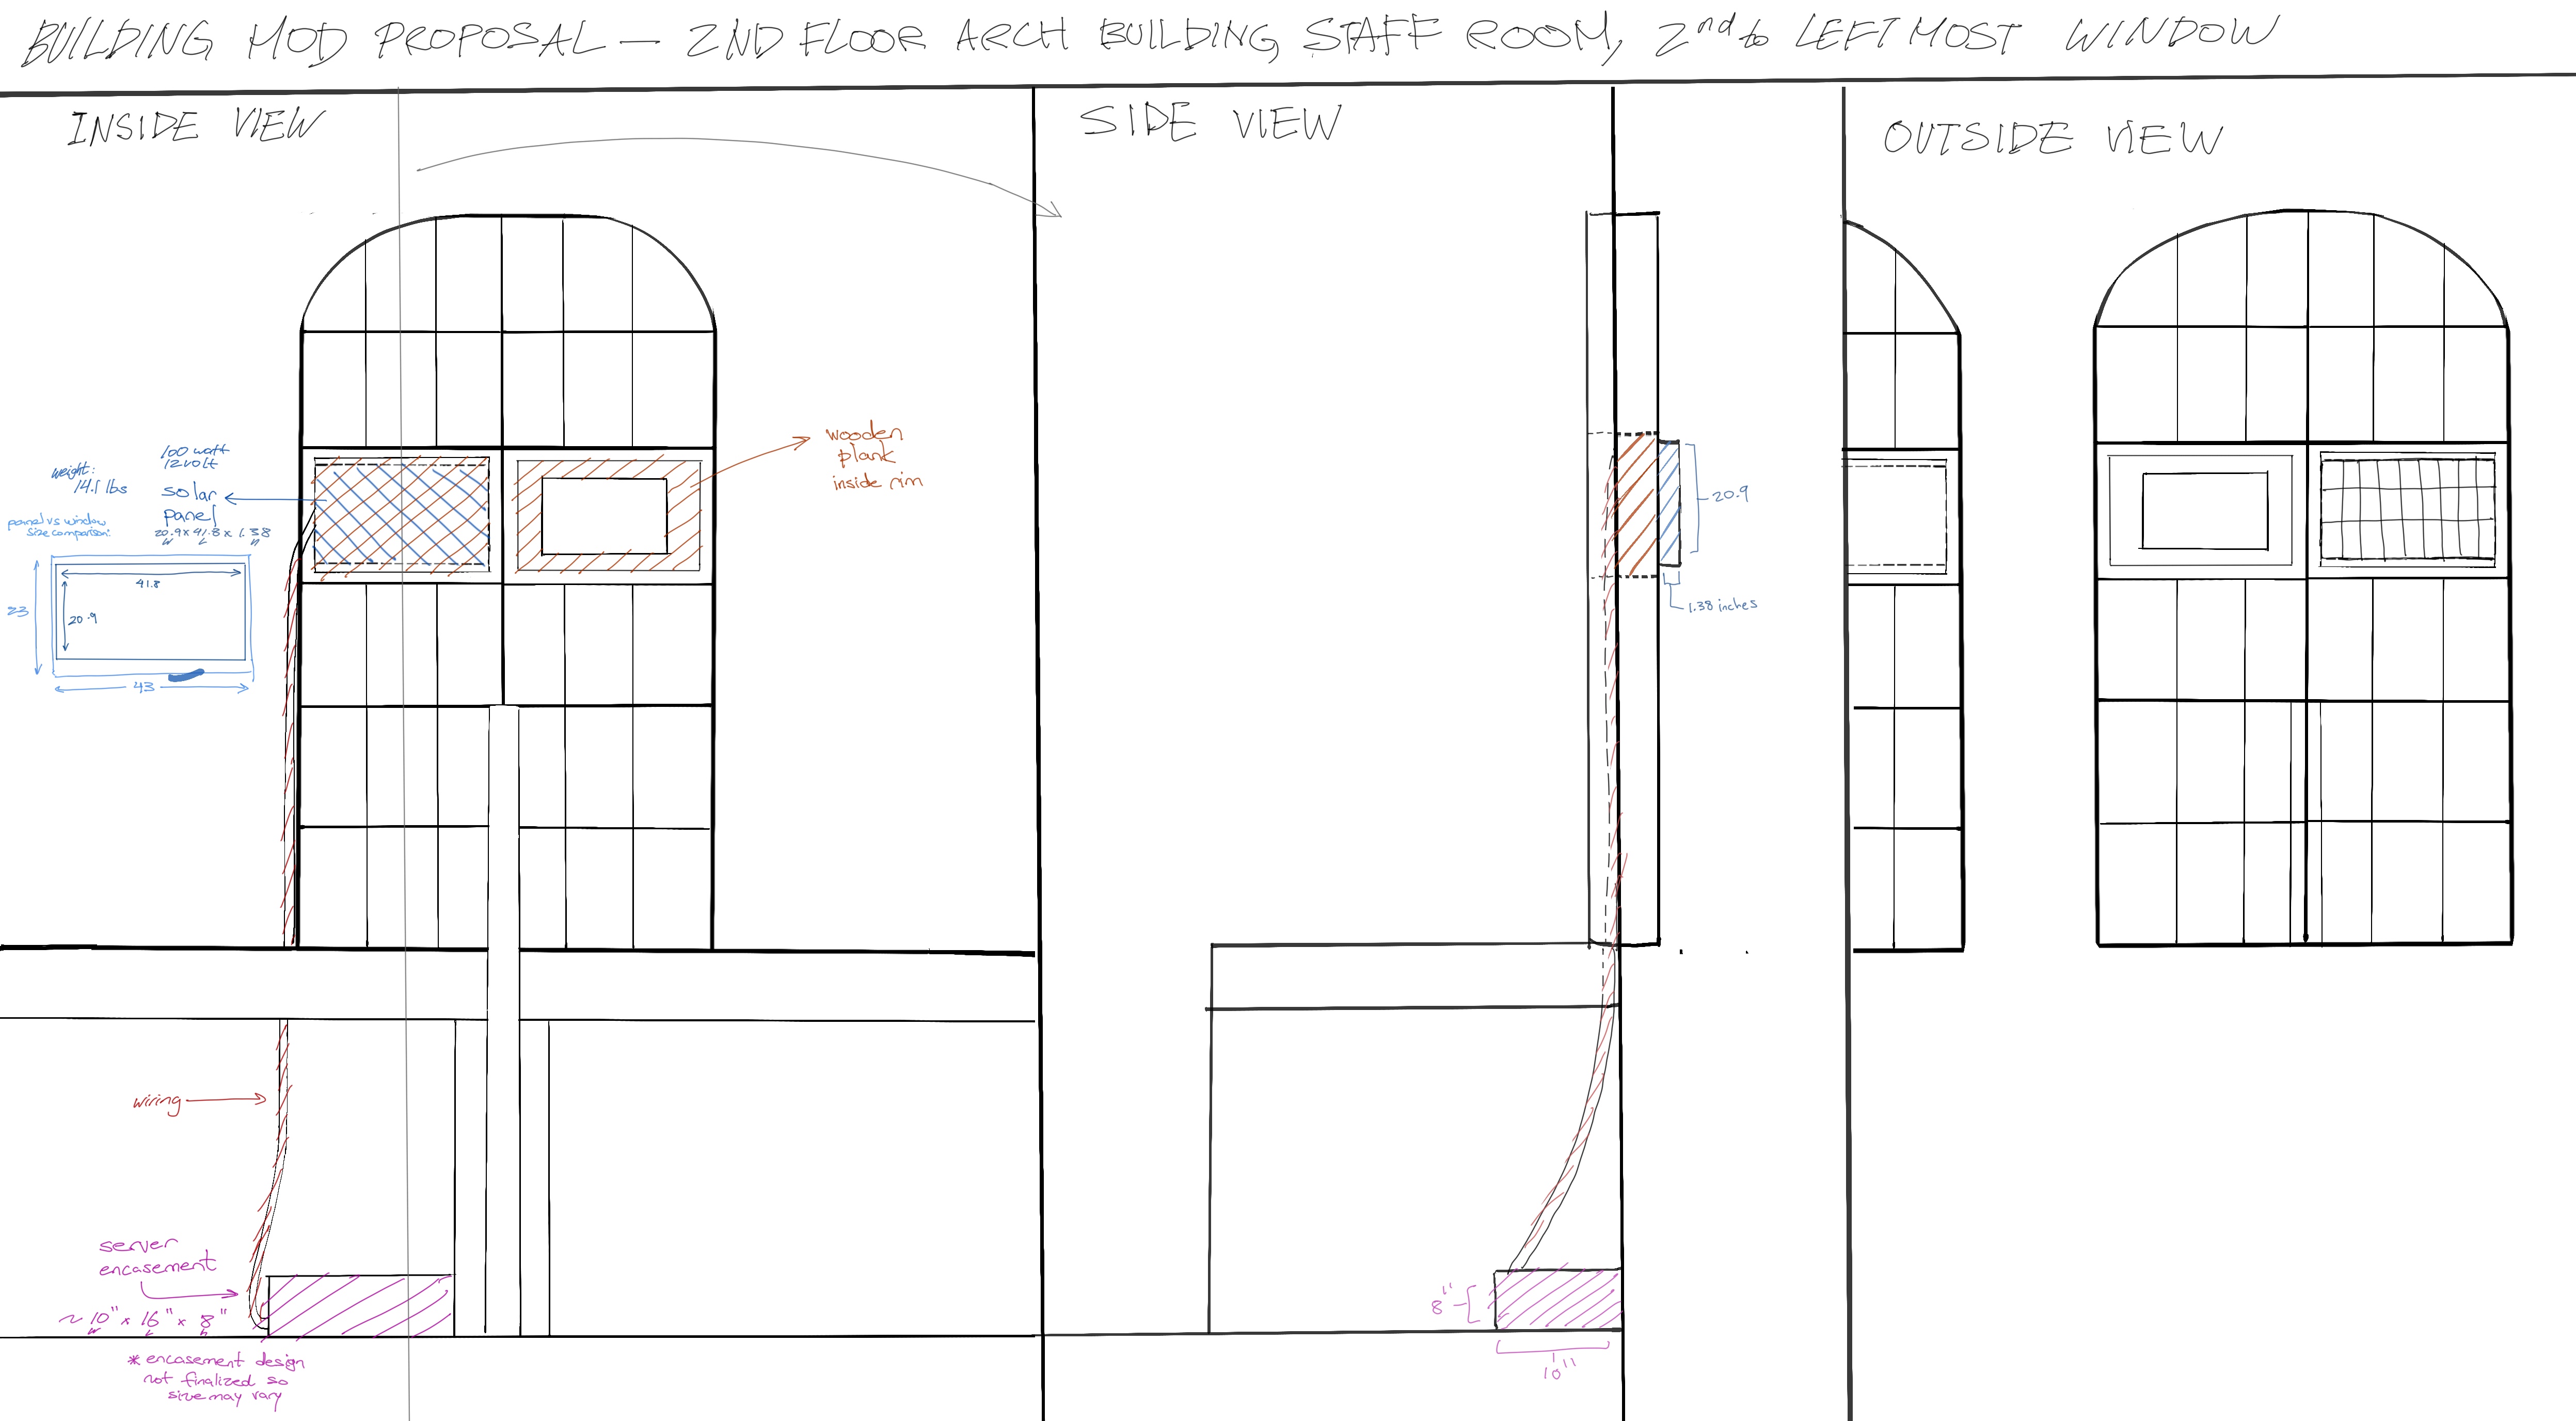 BUILDING MOD PROPOSAL — 2ND FLOOR ARCH BUILDING STAFF ROOM, 2nd to LEFTMOST WINDOW
INSIDE VIEW
weight:
14.1 lbs
100 watt
12 volt
solar
panel
20.9 x 41.8 x 1.38
W L h
panel vs window
size comparison:
41.8
20.9
23
43
wooden
plank
inside rim
wiring
server
encasement
~ 10" x 16" x 8"
W L h
* encasement design
not finalized so
size may vary
SIDE VIEW
20.9
1.38 inches
8"
10"
OUTSIDE VIEW